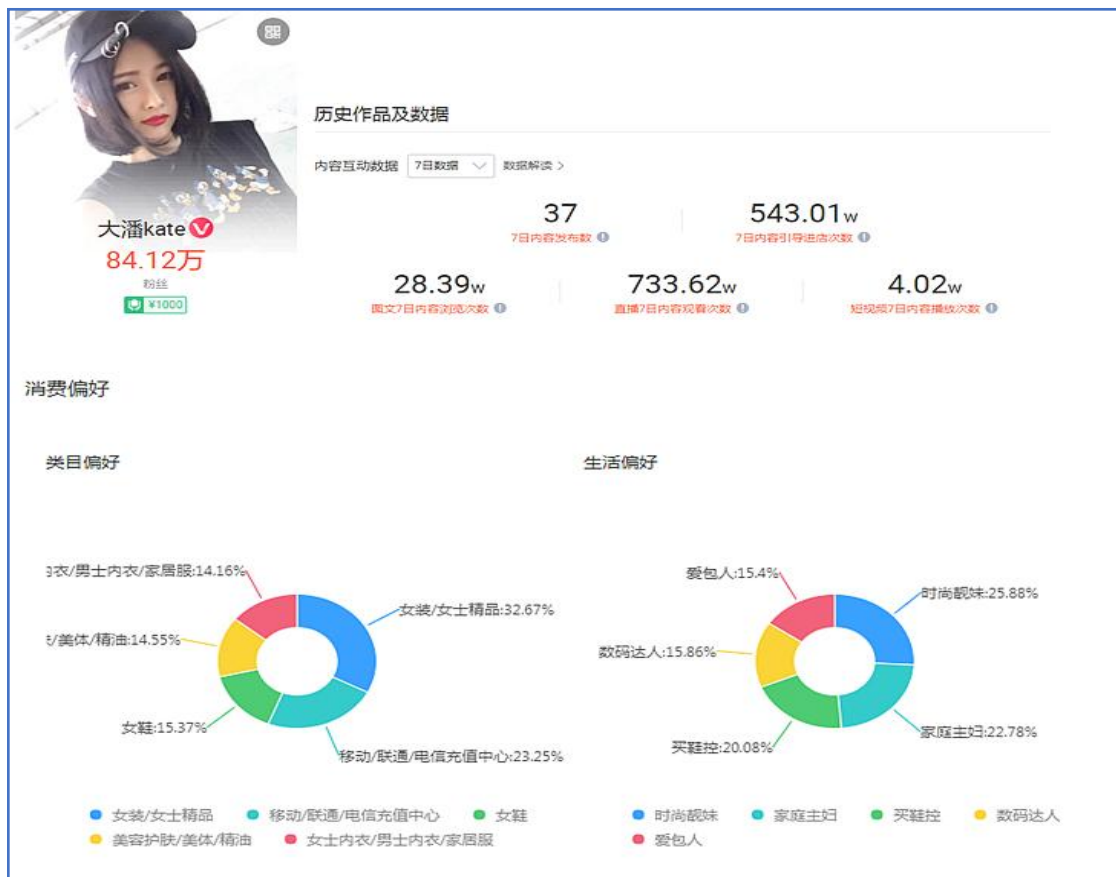 历史作品及数据
内容互动数据 7日数据 数据解读 >
大潘kate
84.12万
粉丝
¥1000
37
7日内容发布数
543.01w
7日内容引导进店次数
28.39w
图文7日内容浏览次数
733.62w
直播7日内容观看次数
4.02w
短视频7日内容播放次数
消费偏好
类目偏好
衣/男士内衣/家居服:14.16%
女装/女士精品:32.67%
/美体/精油:14.55%
女鞋:15.37%
移动/联通/电信充值中心:23.25%
女装/女士精品 移动/联通/电信充值中心 女鞋
美容护肤/美体/精油 女士内衣/男士内衣/家居服
生活偏好
爱包人:15.4%
时尚靓妹:25.88%
数码达人:15.86%
买鞋控:20.08%
家庭主妇:22.78%
时尚靓妹 家庭主妇 买鞋控 数码达人
爱包人